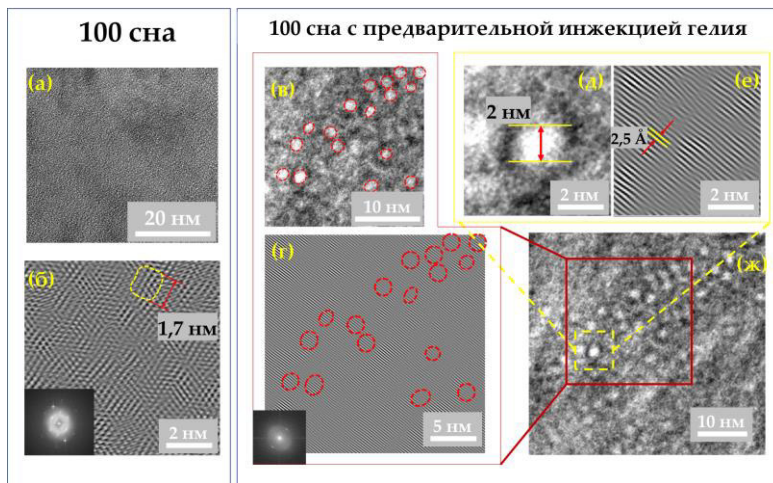 100 сна
100 сна с предварительной инжекцией гелия
(а)
20 нм
(б)
1,7 нм
2 нм
(в)
10 нм
(г)
5 нм
(д)
2 нм
2 нм
(е)
2,5 Å
2 нм
(ж)
10 нм